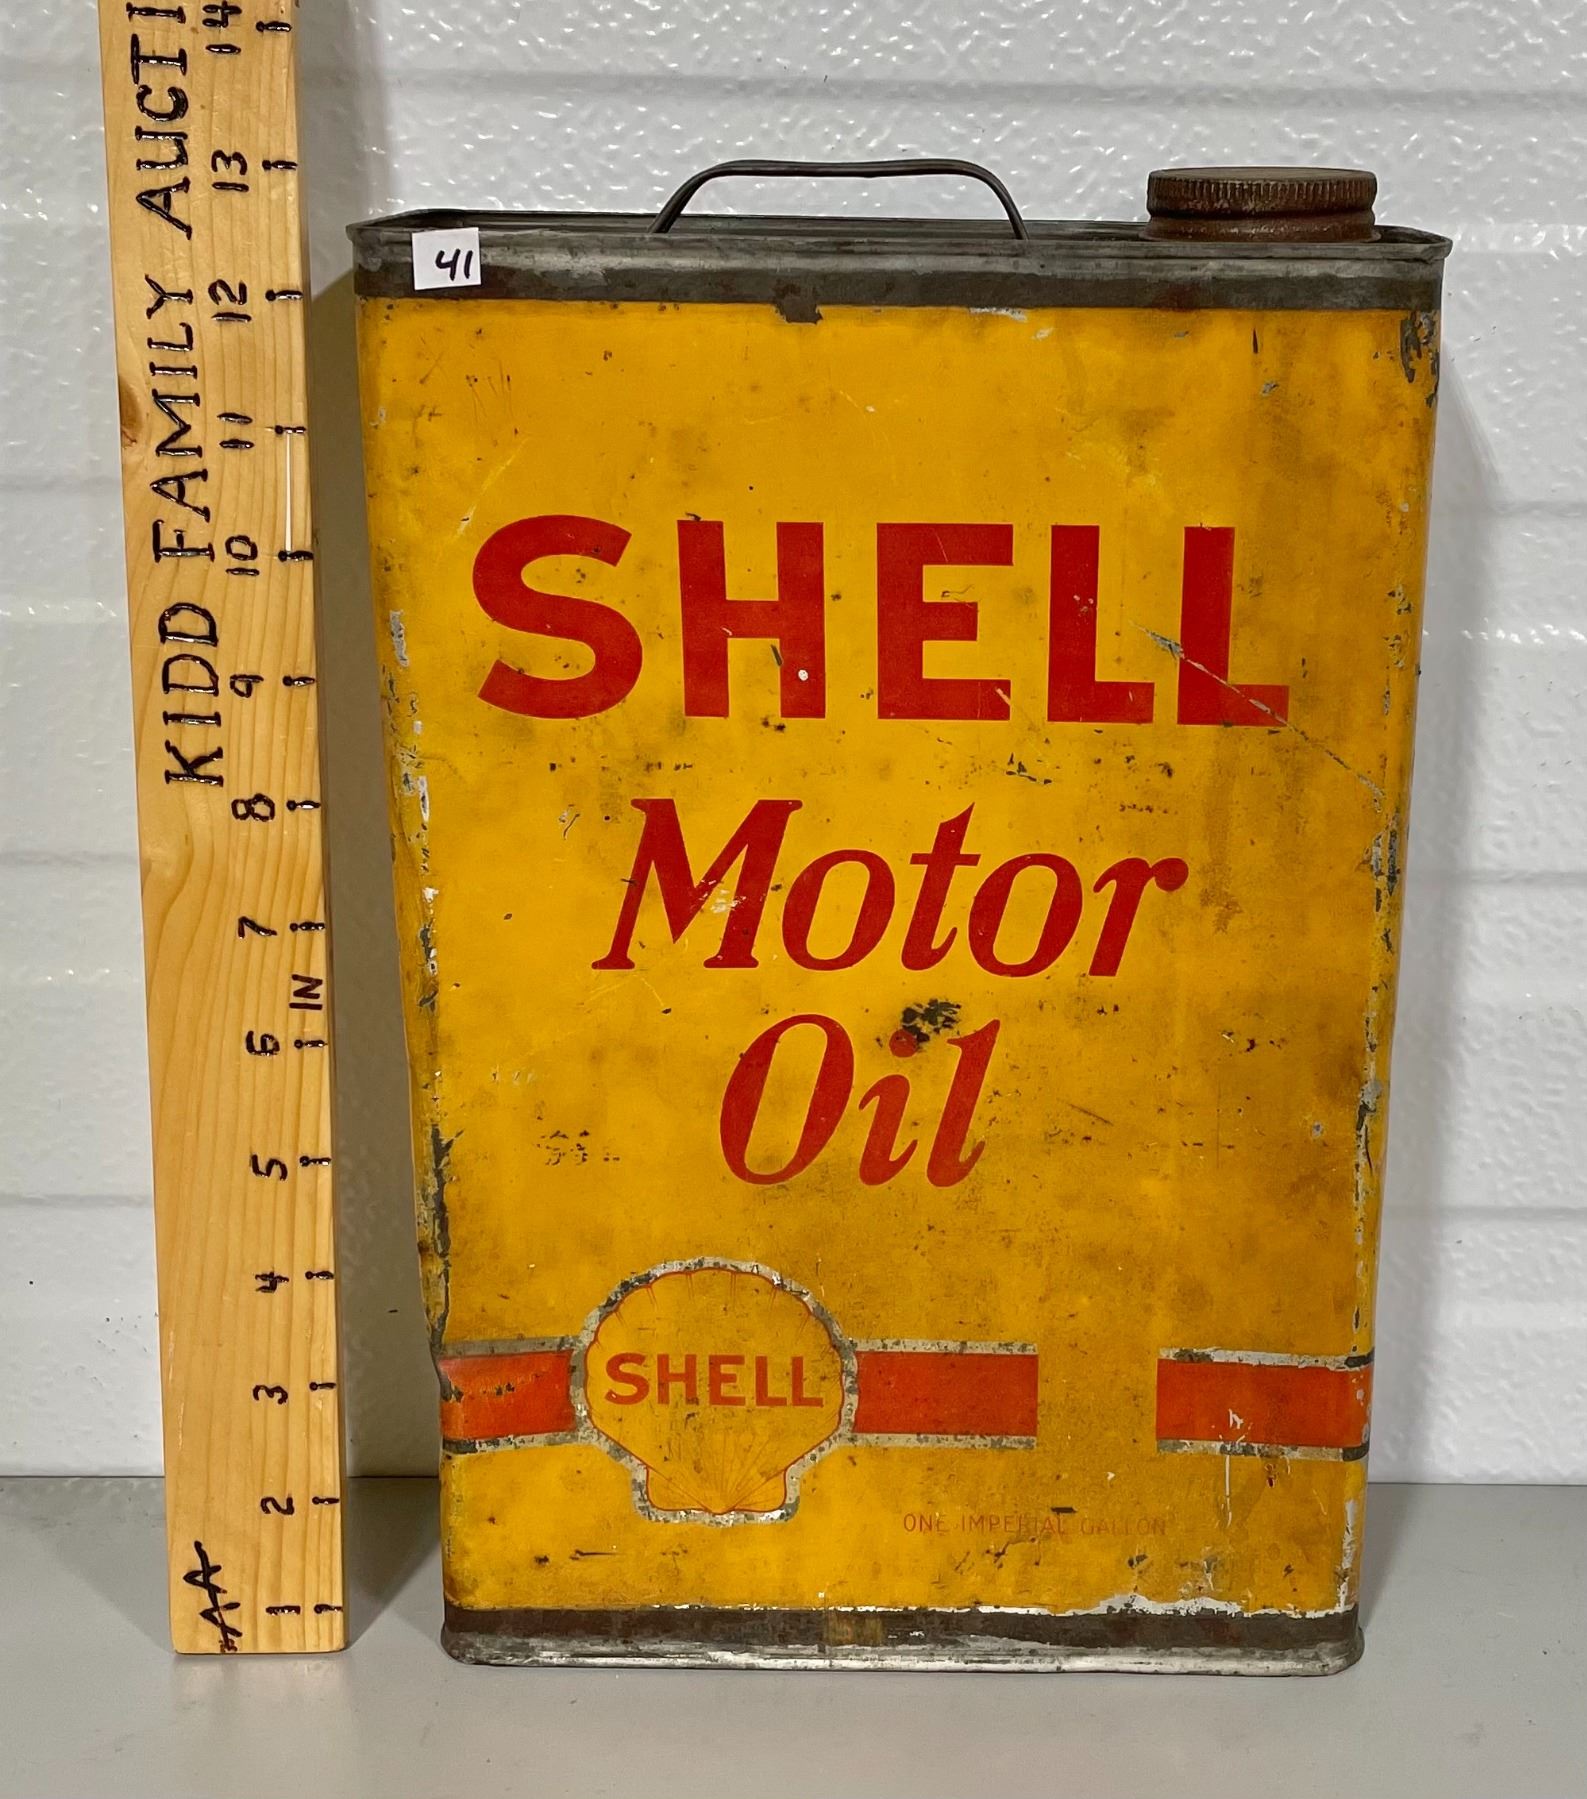 KIDD FAMILY AUCTI
14
13
12
11
10
9
8
7
IN
6
5
4
3
2
1
AA
41
SHELL
Motor
Oil
SHELL
ONE IMPERIAL GALLON